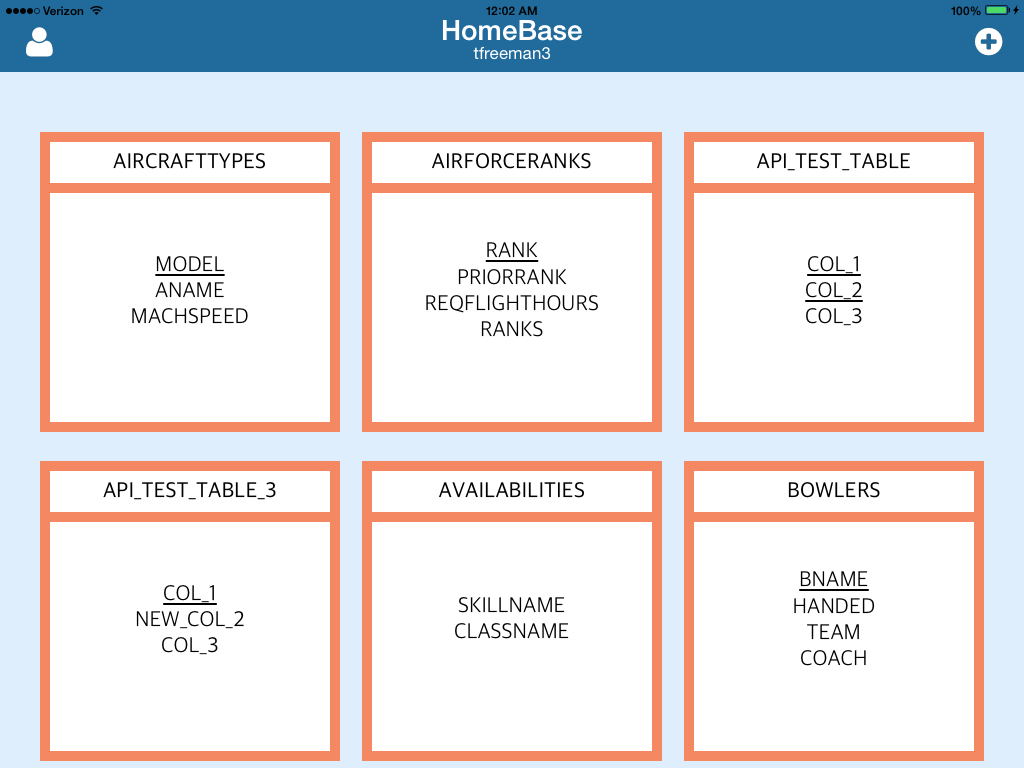 Verizon 12:02 AM 100%
HomeBase
tfreeman3
AIRCRAFTTYPES
MODEL
ANAME
MACHSPEED
AIRFORCERANKS
RANK
PRIORRANK
REQFLIGHTHOURS
RANKS
API_TEST_TABLE
COL_1
COL_2
COL_3
API_TEST_TABLE_3
COL_1
NEW_COL_2
COL_3
AVAILABILITIES
SKILLNAME
CLASSNAME
BOWLERS
BNAME
HANDED
TEAM
COACH